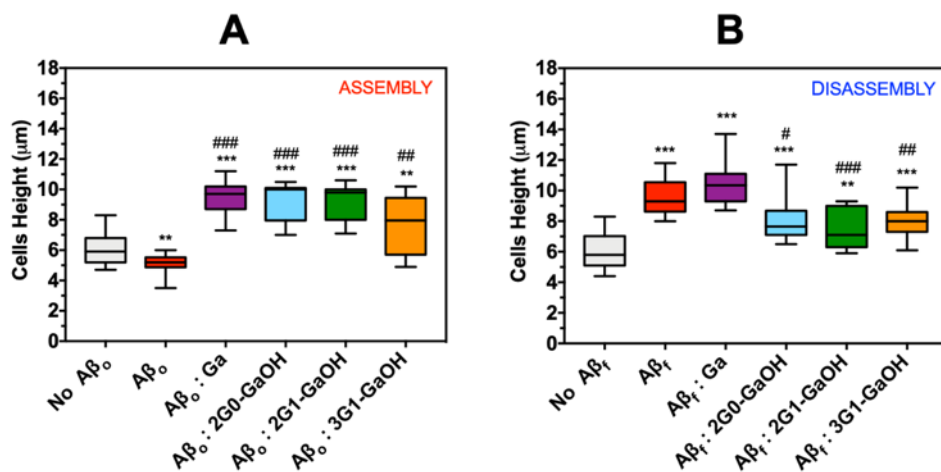 A
B
ASSEMBLY
DISASSEMBLY
Cells Height (μm)
18
16
14
12
10
8
6
4
2
0
**
###
***
###
***
###
***
##
**
No Aβo
Aβo
Aβo : Ga
Aβo : 2G0-GaOH
Aβo : 2G1-GaOH
Aβo : 3G1-GaOH
Cells Height (μm)
18
16
14
12
10
8
6
4
2
0
***
***
#
***
###
**
##
***
No Aβf
Aβf
Aβf : Ga
Aβf : 2G0-GaOH
Aβf : 2G1-GaOH
Aβf : 3G1-GaOH